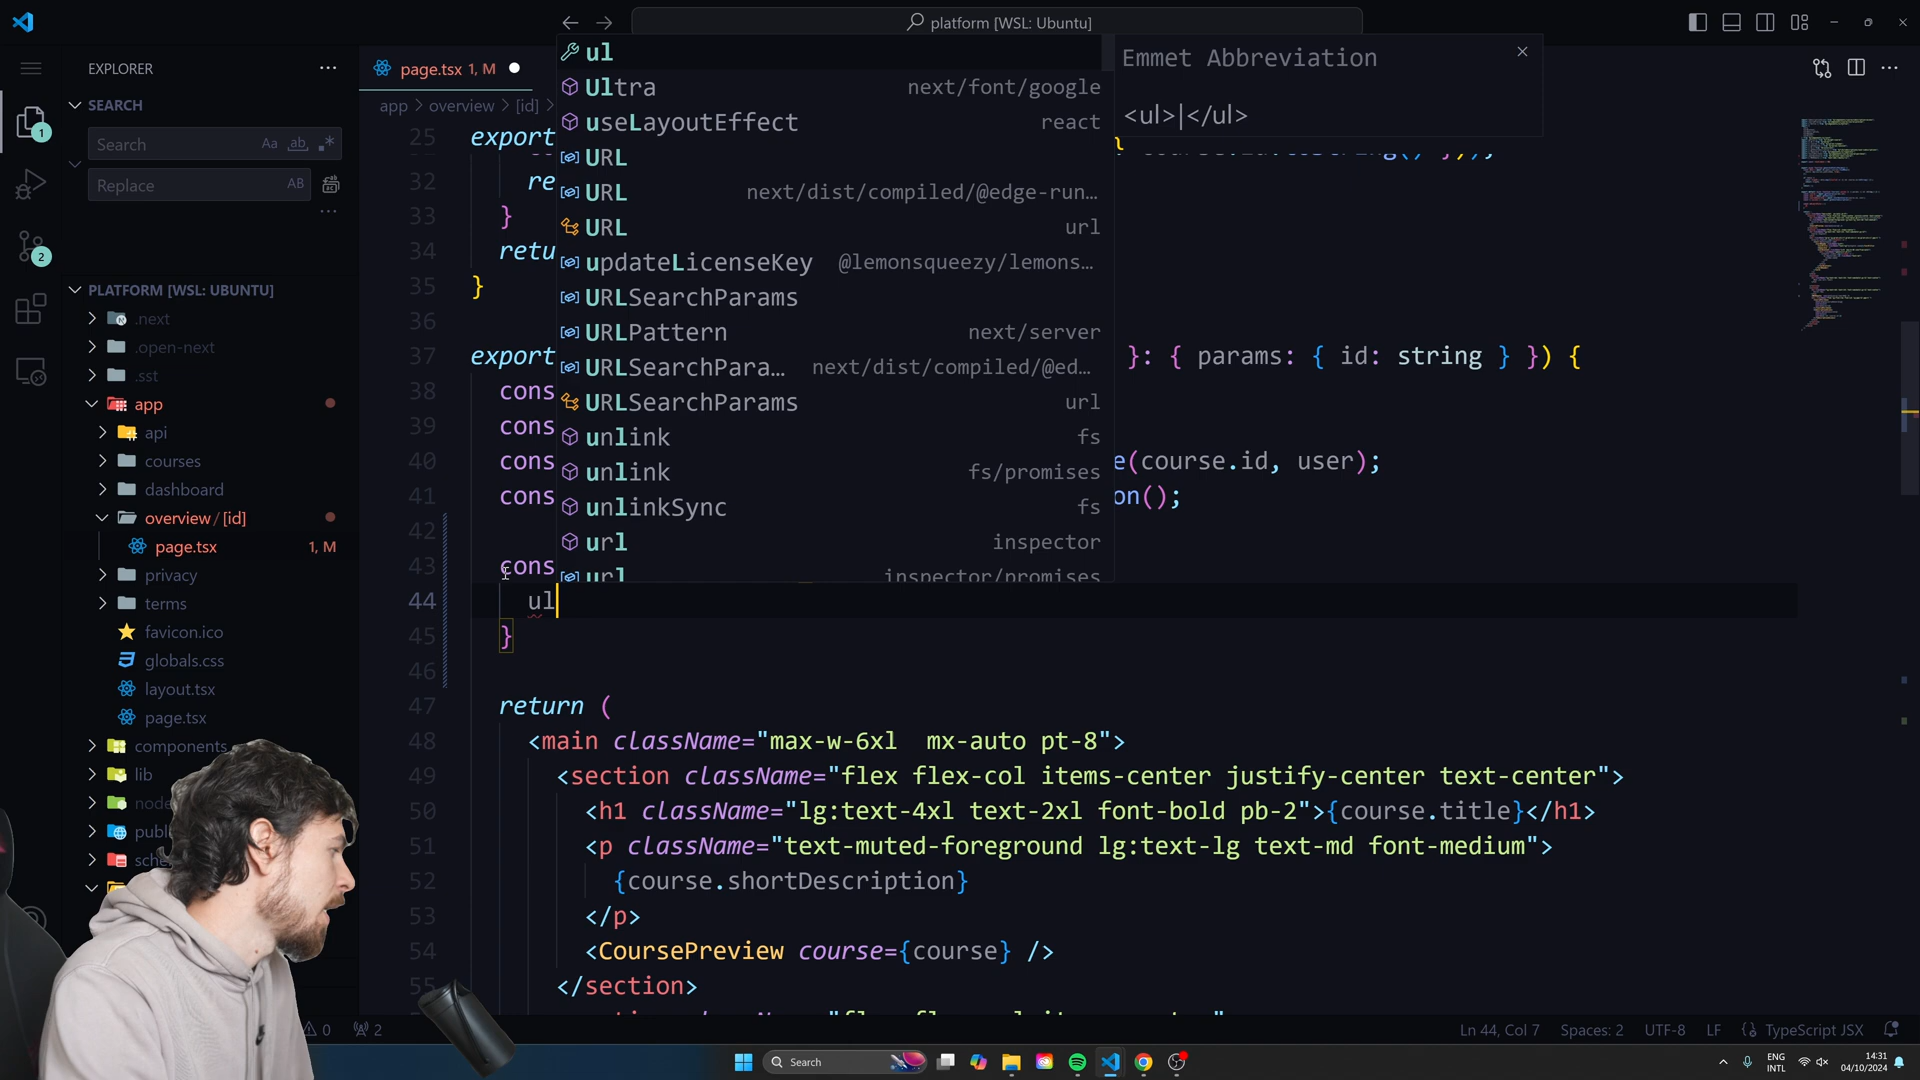 platform [WSL: Ubuntu]
EXPLORER
SEARCH
Search
Aa ab
Replace
AB
PLATFORM [WSL: UBUNTU]
.next
.open-next
.sst
app
api
courses
dashboard
overview / [id]
page.tsx 1, M
privacy
terms
favicon.ico
globals.css
layout.tsx
page.tsx
components
lib
1
2
page.tsx 1, M
app > overview > [id] >
ul
Ultra next/font/google
useLayoutEffect react
URL
URL next/dist/compiled/@edge-run…
URL url
updateLicenseKey @lemonsqueezy/lemons…
URLSearchParams
URLPattern next/server
URLSearchPara… next/dist/compiled/@ed…
URLSearchParams url
unlink fs
unlink fs/promises
unlinkSync fs
url inspector
url inspector/promises
Emmet Abbreviation
<ul>|</ul>
25 export
32 re
33 }
34 retu
35 }
36
37 export }: { params: { id: string } }) {
38 cons
39 cons
40 cons e(course.id, user);
41 cons on();
42
43 cons
44 ul
45 }
46
47 return (
48 <main className="max-w-6xl  mx-auto pt-8">
49 <section className="flex flex-col items-center justify-center text-center">
50 <h1 className="lg:text-4xl text-2xl font-bold pb-2">{course.title}</h1>
51 <p className="text-muted-foreground lg:text-lg text-md font-medium">
52 {course.shortDescription}
53 </p>
54 <CoursePreview course={course} />
55 </section>
0 2
Ln 44, Col 7 Spaces: 2 UTF-8 LF TypeScript JSX
Search
ENG
INTL
14:31
04/10/2024